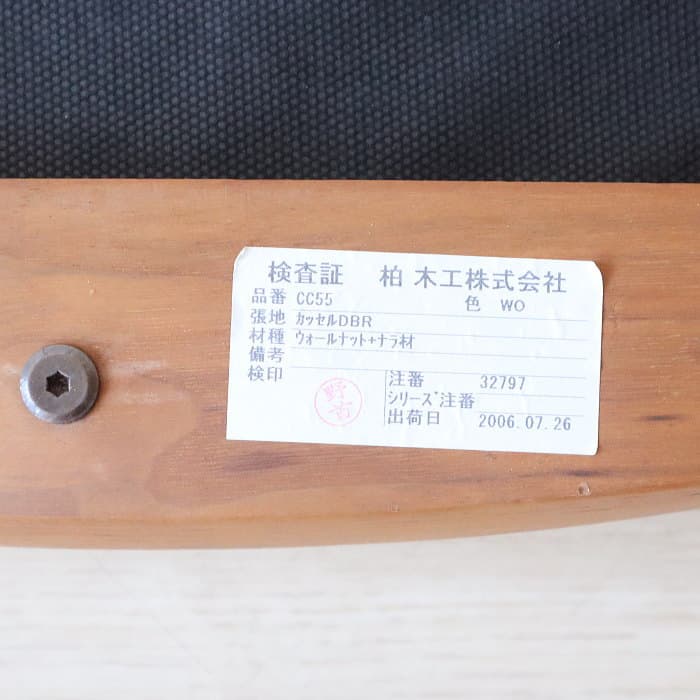 検査証 柏木工株式会社
品番 CC55 色 WO
張地 ｶｯｾﾙDBR
材種 ｳｫｰﾙﾅｯﾄ+ﾅﾗ材
備考
検印
注番 32797
ｼﾘｰｽﾞ注番
出荷日 2006.07.26